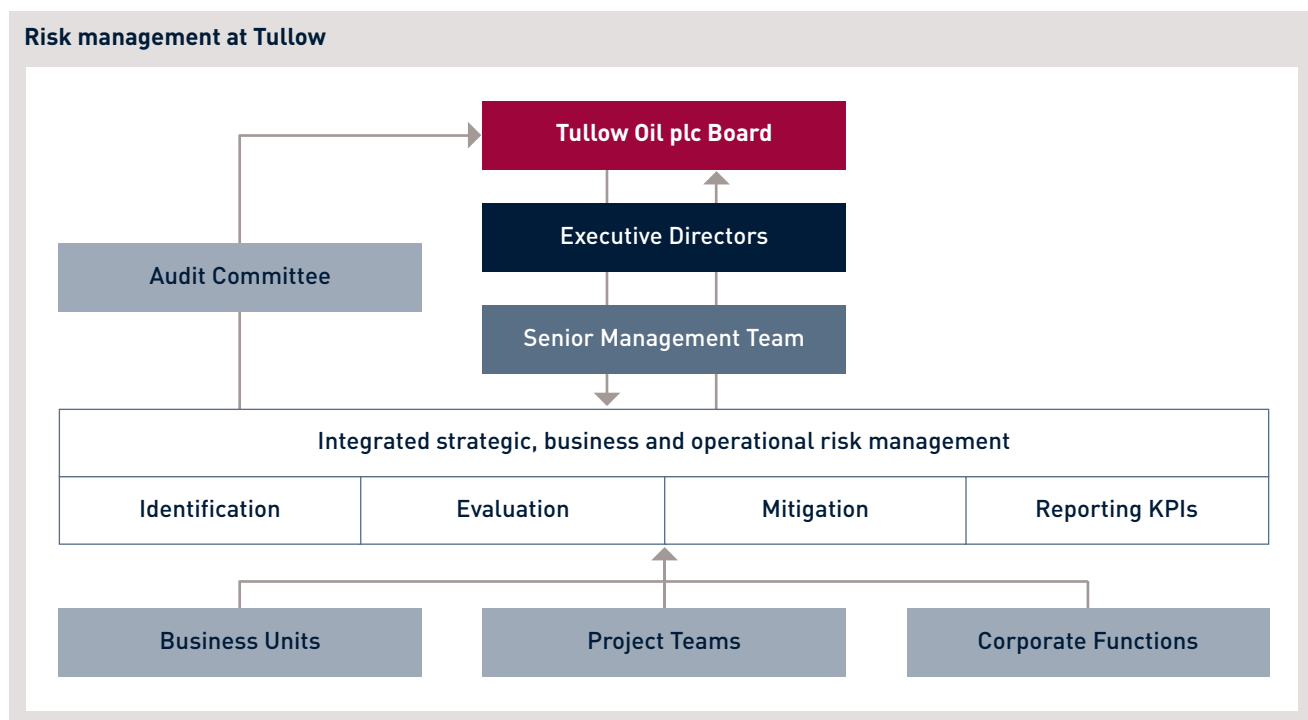 Risk management at Tullow
Tullow Oil plc Board
Executive Directors
Audit Committee
Senior Management Team
Integrated strategic, business and operational risk management
Identification
Evaluation
Mitigation
Reporting KPIs
Business Units
Project Teams
Corporate Functions